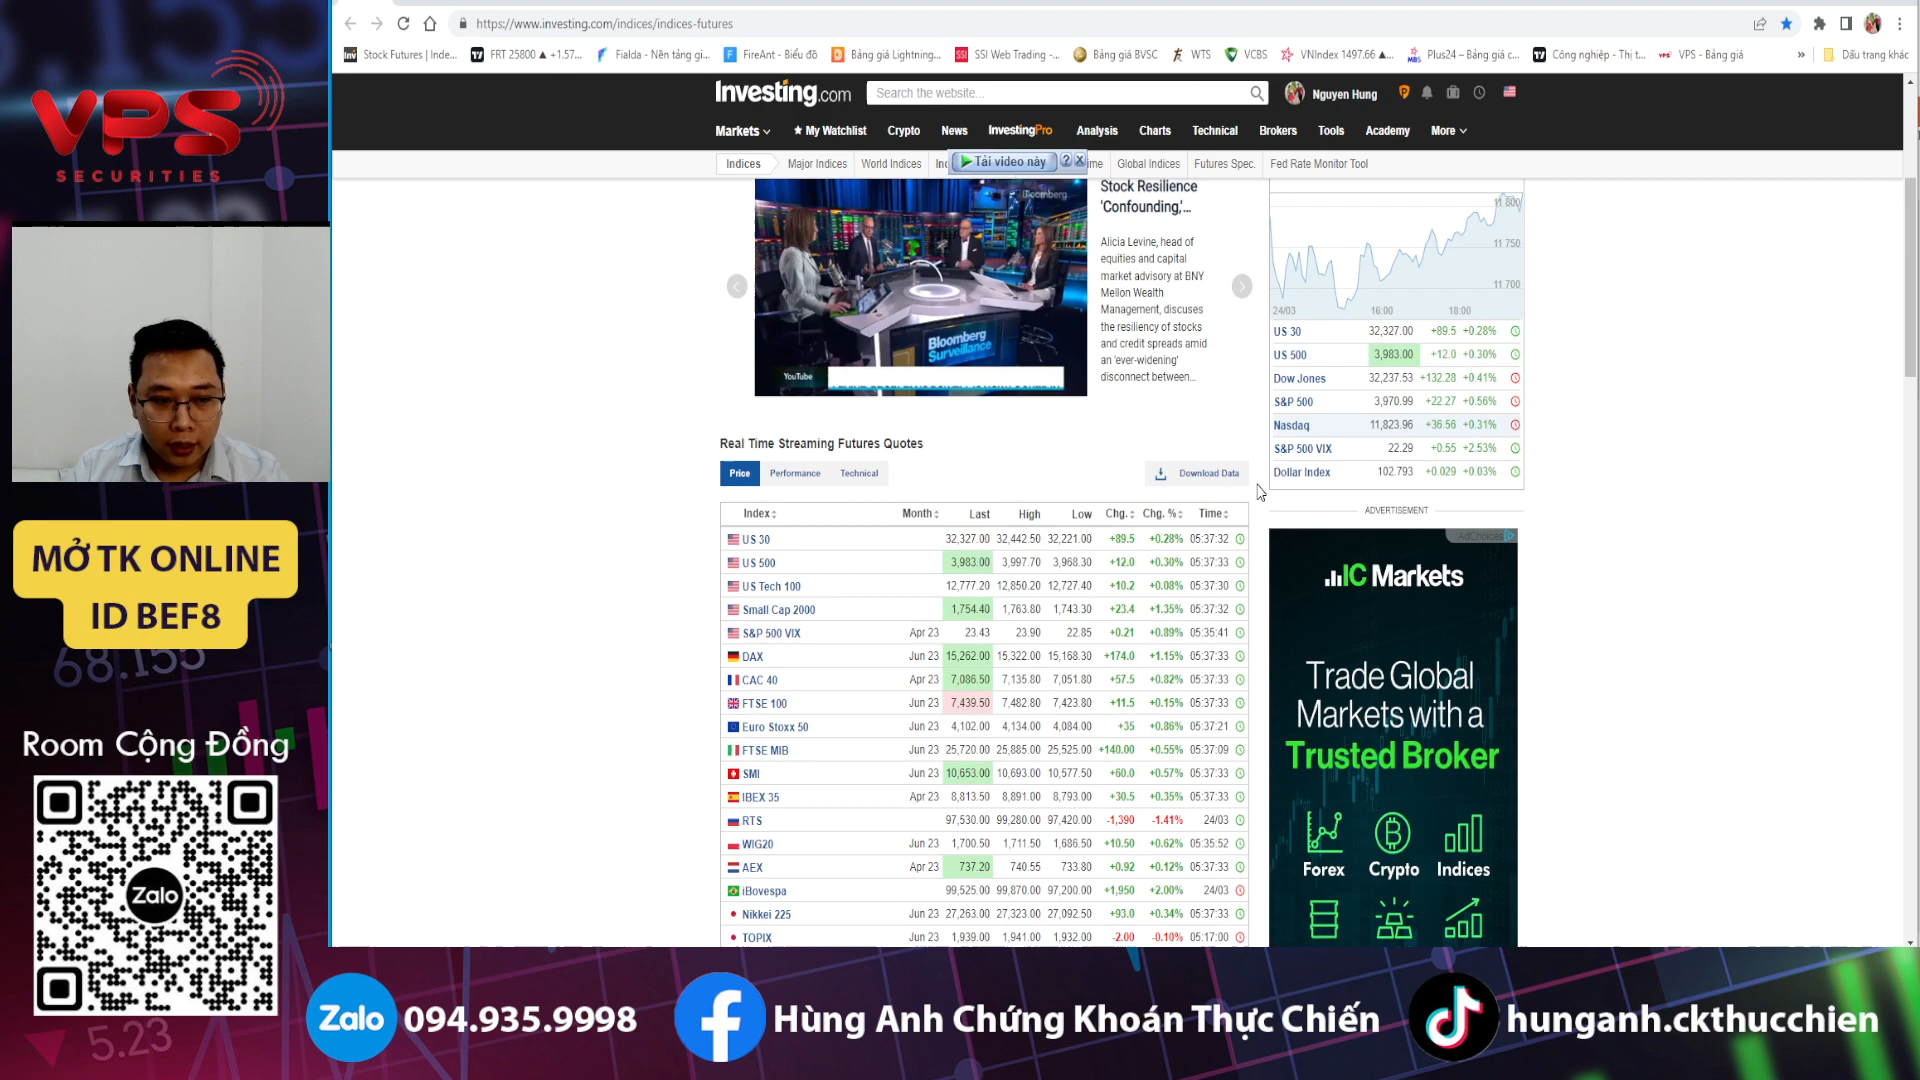 VPS
SECURITIES
MỞ TK ONLINE
ID BEF8
68.155
Room Cộng Đồng
Zalo
5.23
https://www.investing.com/indices/indices-futures
Stock Futures | Inde...
FRT 25800 ▲ +1.57...
Fialda - Nền tảng gi...
FireAnt - Biểu đồ
Bảng giá Lightning...
SSI Web Trading -...
Bảng giá BVSC
WTS
VCBS
VNIndex 1497.66 ▲...
Plus24 – Bảng giá c...
Công nghiệp - Thị t...
VPS - Bảng giá
»
Dấu trang khác
Investing.com
Search the website...
Nguyen Hung
Markets
My Watchlist
Crypto
News
InvestingPro
Analysis
Charts
Technical
Brokers
Tools
Academy
More
Indices
Major Indices
World Indices
Tải video này
? X
Global Indices
Futures Spec.
Fed Rate Monitor Tool
Bloomberg
Bloomberg
Surveillance
YouTube
Stock Resilience
'Confounding,'...
Alicia Levine, head of
equities and capital
market advisory at BNY
Mellon Wealth
Management, discusses
the resiliency of stocks
and credit spreads amid
an 'ever-widening'
disconnect between...
11 800
11 750
11 700
24/03 16:00 18:00
US 30 32,327.00 +89.5 +0.28%
US 500 3,983.00 +12.0 +0.30%
Dow Jones 32,237.53 +132.28 +0.41%
S&P 500 3,970.99 +22.27 +0.56%
Nasdaq 11,823.96 +36.56 +0.31%
S&P 500 VIX 22.29 +0.55 +2.53%
Dollar Index 102.793 +0.029 +0.03%
Real Time Streaming Futures Quotes
Price Performance Technical
Download Data
Index Month Last High Low Chg. Chg. % Time
US 30 32,327.00 32,442.50 32,221.00 +89.5 +0.28% 05:37:32
US 500 3,983.00 3,997.70 3,968.30 +12.0 +0.30% 05:37:33
US Tech 100 12,777.20 12,850.20 12,727.40 +10.2 +0.08% 05:37:30
Small Cap 2000 1,754.40 1,763.80 1,743.30 +23.4 +1.35% 05:37:32
S&P 500 VIX Apr 23 23.43 23.90 22.85 +0.21 +0.89% 05:35:41
DAX Jun 23 15,262.00 15,322.00 15,168.30 +174.0 +1.15% 05:37:33
CAC 40 Apr 23 7,086.50 7,135.80 7,051.80 +57.5 +0.82% 05:37:33
FTSE 100 Jun 23 7,439.50 7,482.80 7,423.80 +11.5 +0.15% 05:37:33
Euro Stoxx 50 Jun 23 4,102.00 4,134.00 4,084.00 +35 +0.86% 05:37:21
FTSE MIB Jun 23 25,720.00 25,885.00 25,525.00 +140.00 +0.55% 05:37:09
SMI Jun 23 10,653.00 10,693.00 10,577.50 +60.0 +0.57% 05:37:33
IBEX 35 Apr 23 8,813.50 8,891.00 8,793.00 +30.5 +0.35% 05:37:33
RTS 97,530.00 99,280.00 97,420.00 -1,390 -1.41% 24/03
WIG20 Jun 23 1,700.50 1,711.50 1,686.50 +10.50 +0.62% 05:35:52
AEX Apr 23 737.20 740.55 733.80 +0.92 +0.12% 05:37:33
iBovespa 99,525.00 99,870.00 97,200.00 +1,950 +2.00% 24/03
Nikkei 225 Jun 23 27,263.00 27,323.00 27,092.50 +93.0 +0.34% 05:37:33
TOPIX Jun 23 1,939.00 1,941.00 1,932.00 -2.00 -0.10% 05:17:00
ADVERTISEMENT
AdChoices
IC Markets
Trade Global
Markets with a
Trusted Broker
Forex Crypto Indices
Zalo 094.935.9998
Hùng Anh Chứng Khoán Thực Chiến
hunganh.ckthucchien